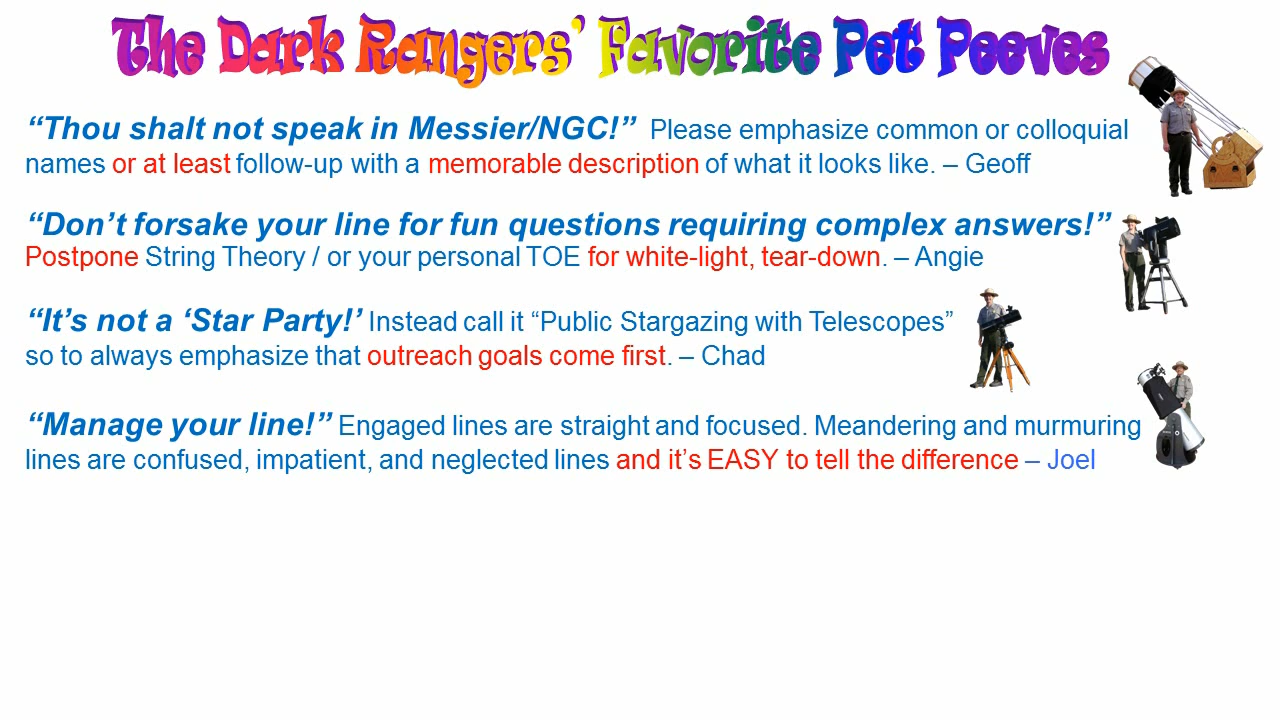 The Dark Rangers’ Favorite Pet Peeves
“Thou shalt not speak in Messier/NGC!” Please emphasize common or colloquial
names or at least follow-up with a memorable description of what it looks like. – Geoff
“Don’t forsake your line for fun questions requiring complex answers!”
Postpone String Theory / or your personal TOE for white-light, tear-down. – Angie
“It’s not a ‘Star Party!’ Instead call it “Public Stargazing with Telescopes”
so to always emphasize that outreach goals come first. – Chad
“Manage your line!” Engaged lines are straight and focused. Meandering and murmuring
lines are confused, impatient, and neglected lines and it’s EASY to tell the difference – Joel